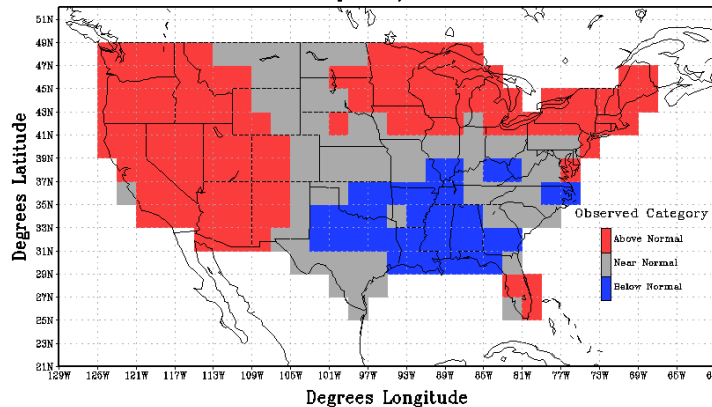 51N
49N
47N
45N
43N
41N
39N
37N
35N
33N
31N
29N
27N
25N
23N
21N
Degrees Latitude
Observed Category
Above Normal
Near Normal
Below Normal
129W 125W 121W 117W 113W 109W 105W 101W 97W 93W 89W 85W 81W 77W 73W 69W 65W
Degrees Longitude